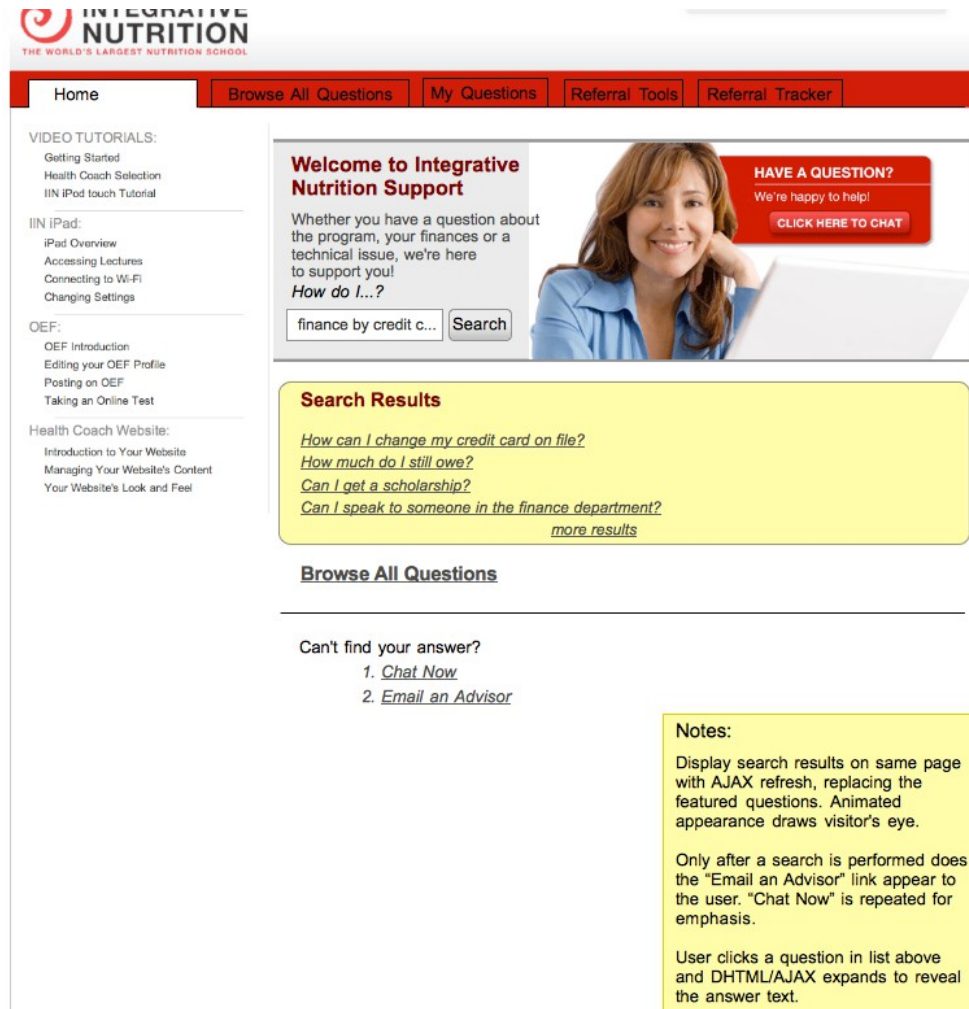 INTEGRATIVE
NUTRITION
THE WORLD'S LARGEST NUTRITION SCHOOL
Home
Browse All Questions
My Questions
Referral Tools
Referral Tracker
VIDEO TUTORIALS:
Getting Started
Health Coach Selection
IIN iPod touch Tutorial
IIN iPad:
iPad Overview
Accessing Lectures
Connecting to Wi-Fi
Changing Settings
OEF:
OEF Introduction
Editing your OEF Profile
Posting on OEF
Taking an Online Test
Health Coach Website:
Introduction to Your Website
Managing Your Website's Content
Your Website's Look and Feel
Welcome to Integrative
Nutrition Support
Whether you have a question about
the program, your finances or a
technical issue, we're here
to support you!
How do I...?
finance by credit c...
Search
HAVE A QUESTION?
We're happy to help!
CLICK HERE TO CHAT
Search Results
How can I change my credit card on file?
How much do I still owe?
Can I get a scholarship?
Can I speak to someone in the finance department?
more results
Browse All Questions
Can't find your answer?
1. Chat Now
2. Email an Advisor
Notes:
Display search results on same page
with AJAX refresh, replacing the
featured questions. Animated
appearance draws visitor's eye.
Only after a search is performed does
the “Email an Advisor” link appear to
the user. “Chat Now” is repeated for
emphasis.
User clicks a question in list above
and DHTML/AJAX expands to reveal
the answer text.